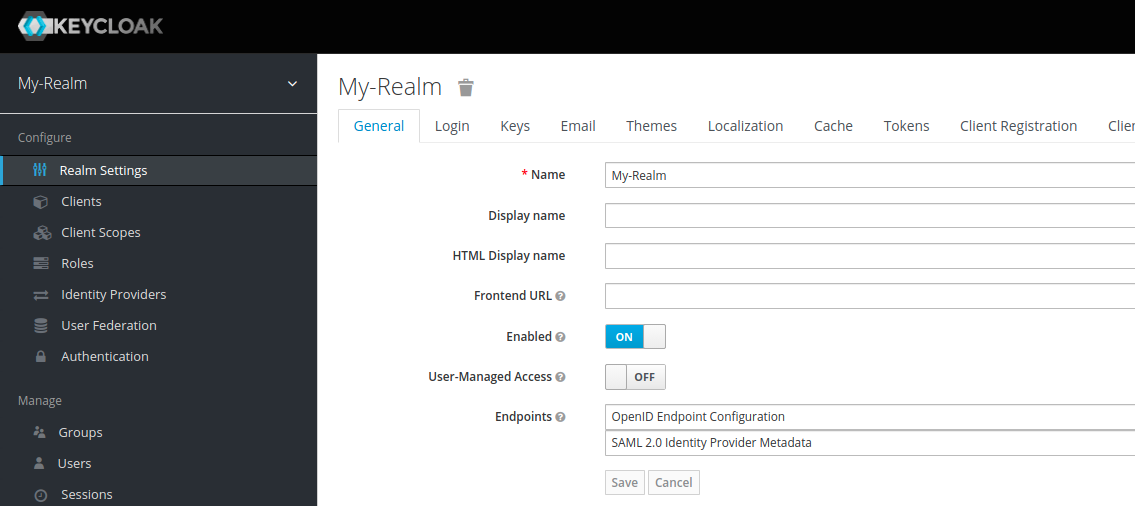 KEYCLOAK
My-Realm
Configure
Realm Settings
Clients
Client Scopes
Roles
Identity Providers
User Federation
Authentication
Manage
Groups
Users
Sessions
My-Realm
General Login Keys Email Themes Localization Cache Tokens Client Registration Clie
* Name My-Realm
Display name
HTML Display name
Frontend URL ?
Enabled ? ON
User-Managed Access ? OFF
Endpoints ? OpenID Endpoint Configuration
SAML 2.0 Identity Provider Metadata
Save Cancel